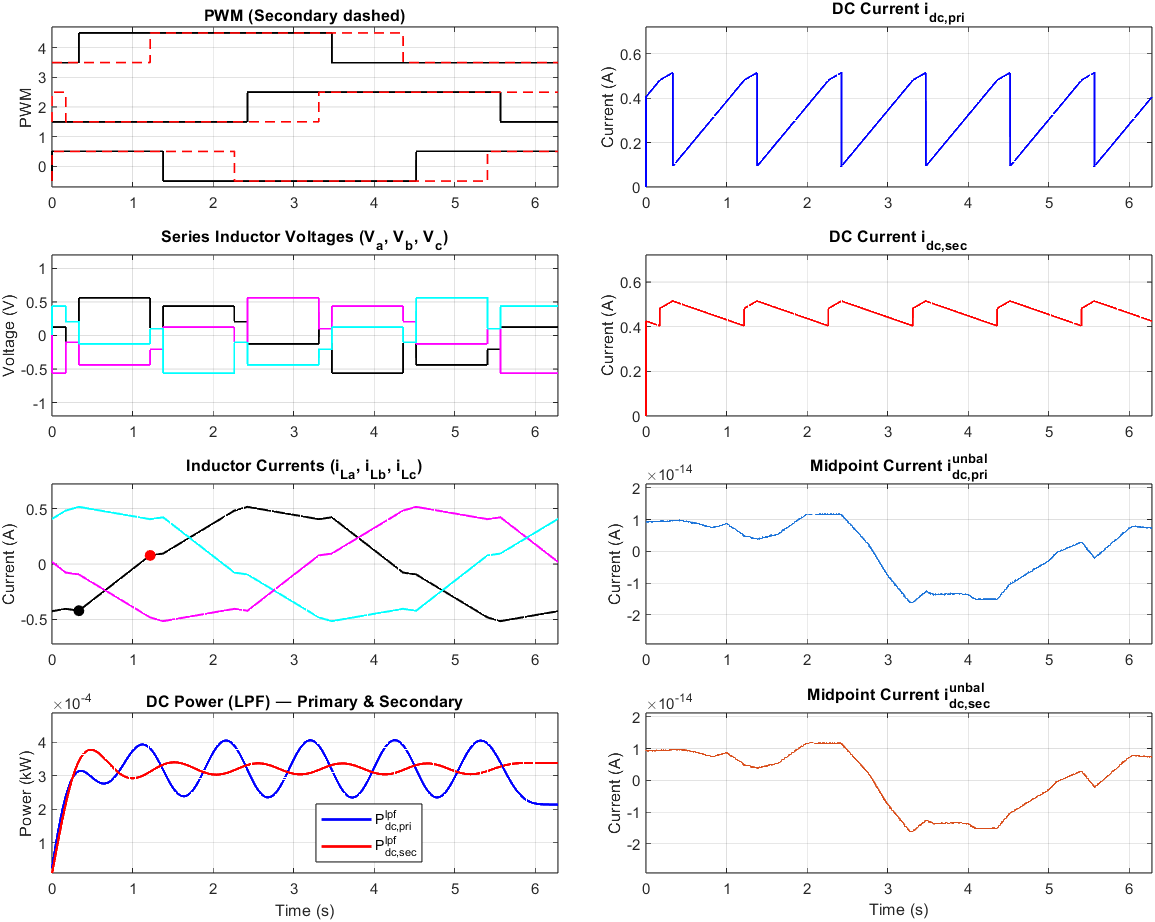 PWM (Secondary dashed)
PWM
4
3
2
1
0
0 1 2 3 4 5 6
DC Current i_dc,pri
Current (A)
0.6
0.4
0.2
0
0 1 2 3 4 5 6
Series Inductor Voltages (V_a, V_b, V_c)
Voltage (V)
1
0.5
0
-0.5
-1
0 1 2 3 4 5 6
DC Current i_dc,sec
Current (A)
0.6
0.4
0.2
0
0 1 2 3 4 5 6
Inductor Currents (i_La, i_Lb, i_Lc)
Current (A)
0.5
0
-0.5
0 1 2 3 4 5 6
Midpoint Current i_dc,pri^unbal
×10^-14
Current (A)
2
1
0
-1
-2
0 1 2 3 4 5 6
DC Power (LPF) — Primary & Secondary
×10^-4
Power (kW)
4
3
2
1
P_dc,pri^lpf
P_dc,sec^lpf
0 1 2 3 4 5 6
Time (s)
Midpoint Current i_dc,sec^unbal
×10^-14
Current (A)
2
1
0
-1
-2
0 1 2 3 4 5 6
Time (s)